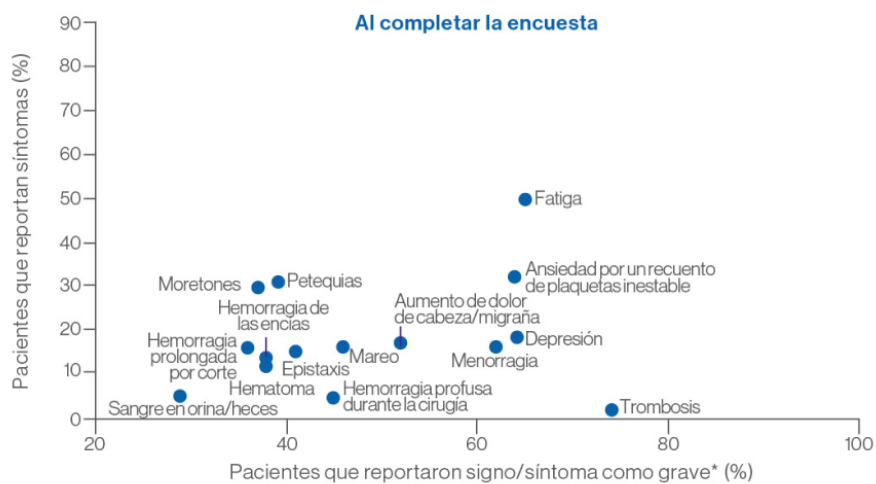 Al completar la encuesta
Pacientes que reportan síntomas (%)
90
80
70
60
50
40
30
20
10
0
Fatiga
Ansiedad por un recuento
de plaquetas inestable
Moretones
Petequias
Hemorragia de
las encías
Aumento de dolor
de cabeza/migraña
Hemorragia
prolongada
por corte
Depresión
Epistaxis
Mareo
Menorragia
Hematoma
Hemorragia profusa
durante la cirugía
Sangre en orina/heces
Trombosis
20
40
60
80
100
Pacientes que reportaron signo/síntoma como grave* (%)